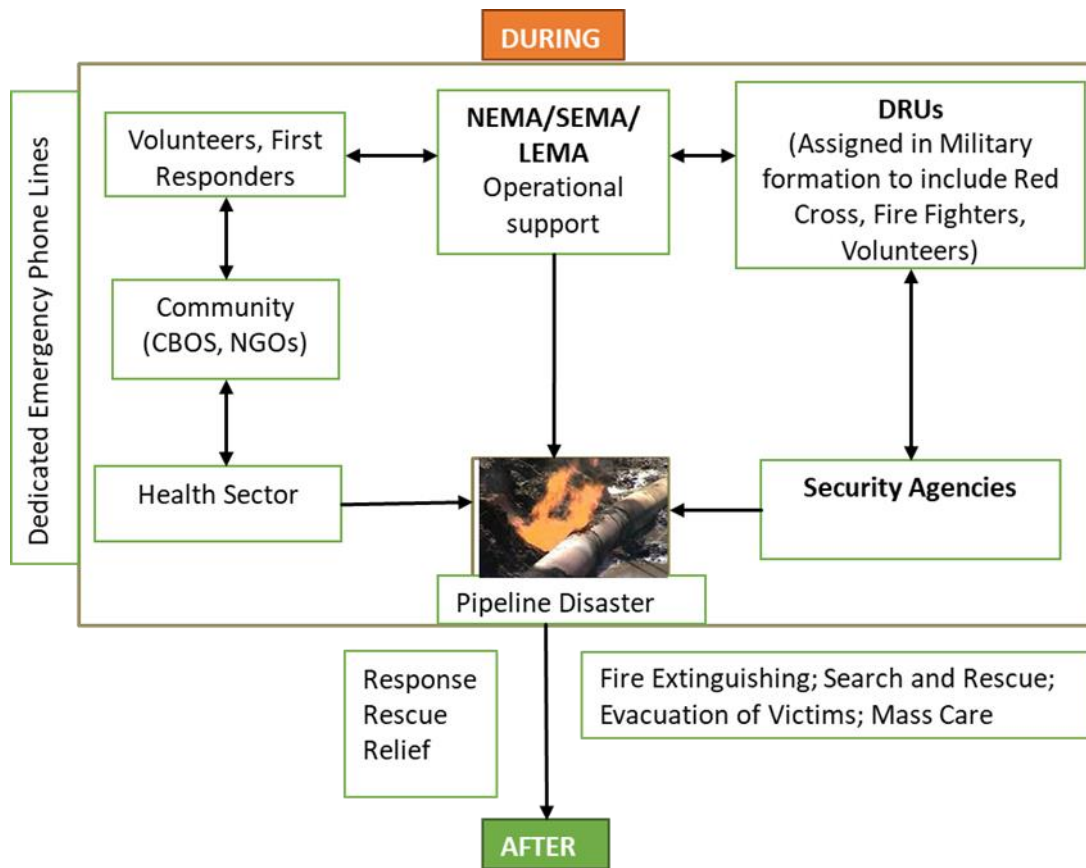 DURING
Dedicated Emergency Phone Lines
Volunteers, First
Responders
NEMA/SEMA/
LEMA
Operational
support
DRUs
(Assigned in Military
formation to include Red
Cross, Fire Fighters,
Volunteers)
Community
(CBOS, NGOs)
Health Sector
Security Agencies
Pipeline Disaster
Response
Rescue
Relief
Fire Extinguishing; Search and Rescue;
Evacuation of Victims; Mass Care
AFTER